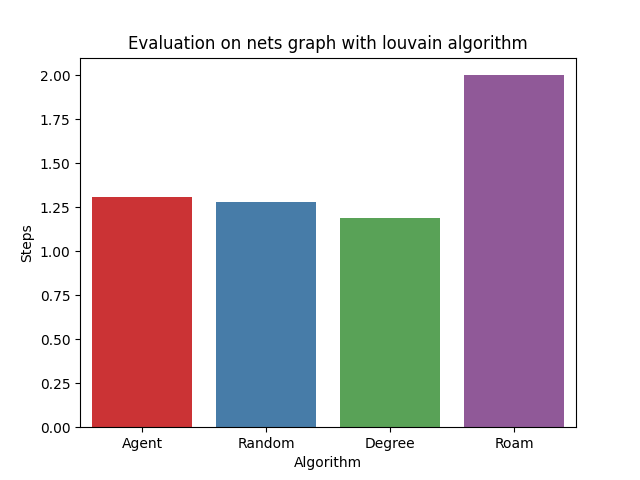 Evaluation on nets graph with louvain algorithm
2.00
1.75
1.50
1.25
1.00
0.75
0.50
0.25
0.00
Steps
Agent Random Degree Roam
Algorithm